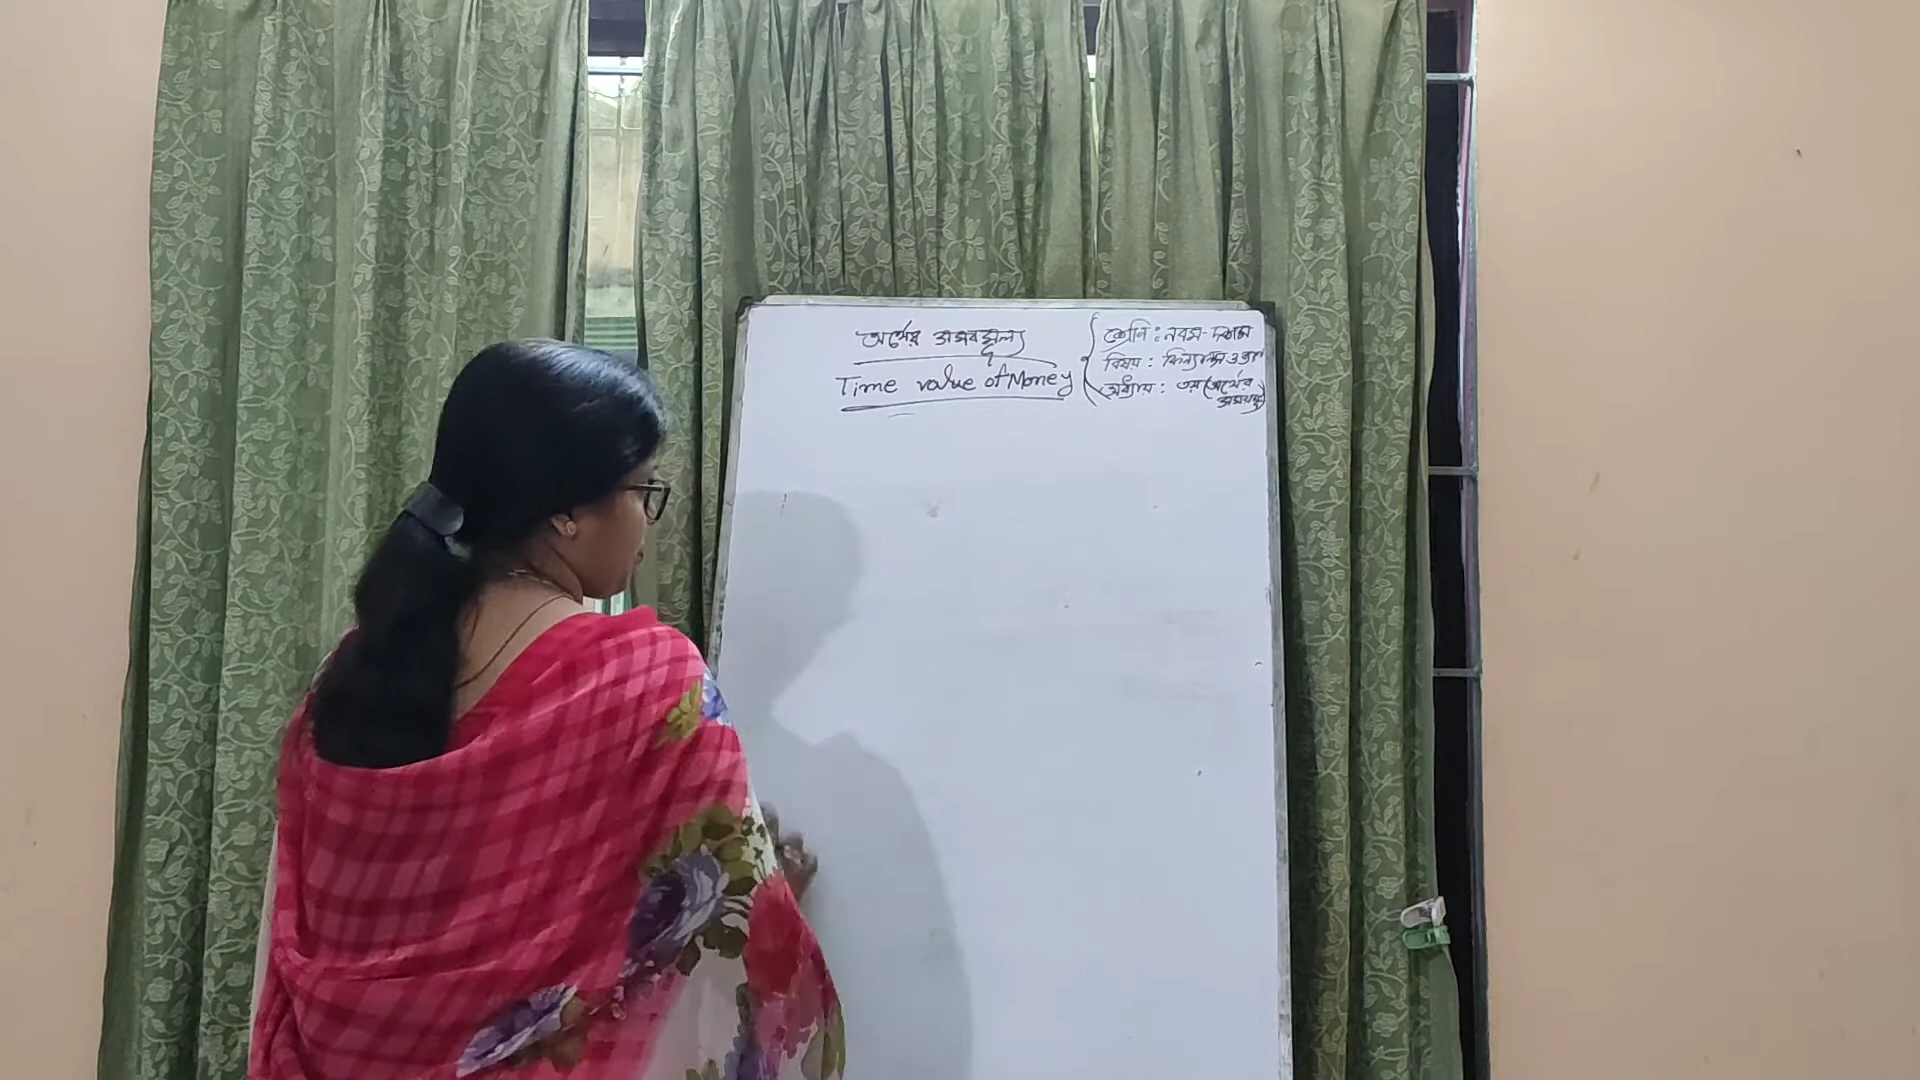 অর্থের সময়মূল্য
Time value of Money
শ্রেণি : নবম-দশম
বিষয় : ফিন্যান্স ও
অধ্যায় : ৩য় (অর্থের
সময়মূল্য)